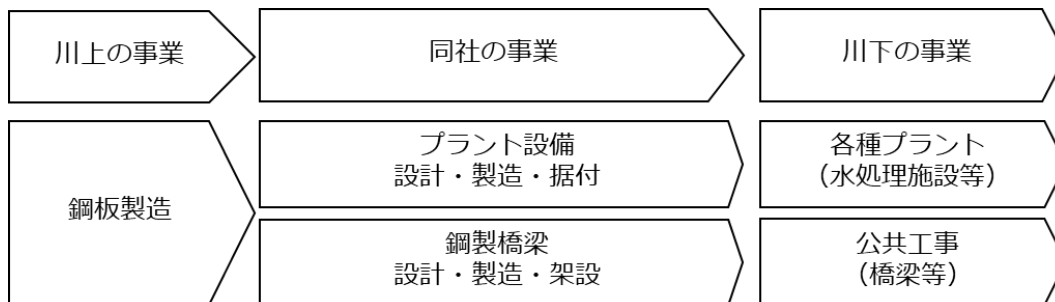 川上の事業
同社の事業
川下の事業
鋼板製造
プラント設備
設計・製造・据付
各種プラント
（水処理施設等）
鋼製橋梁
設計・製造・架設
公共工事
（橋梁等）